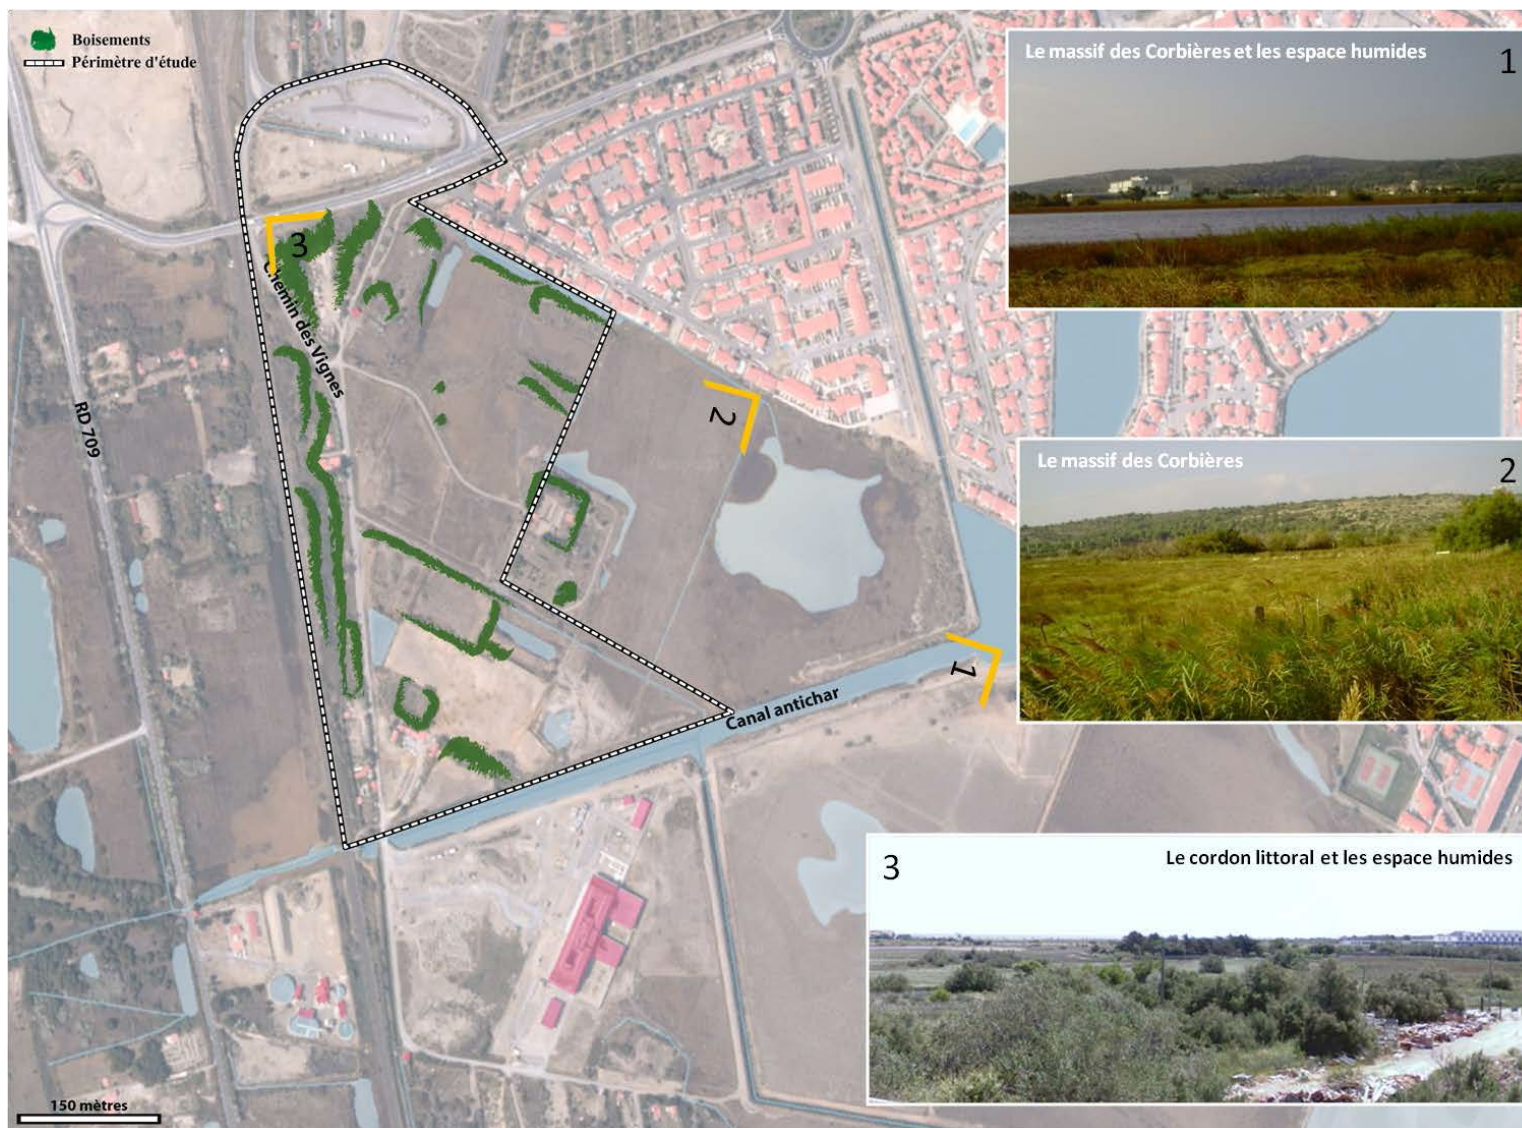 Boisements
Périmètre d'étude
Le massif des Corbières et les espace humides
1
3
Chemin des Vignes
RD 709
2
Le massif des Corbières
2
1
Canal antichar
3
Le cordon littoral et les espace humides
150 mètres